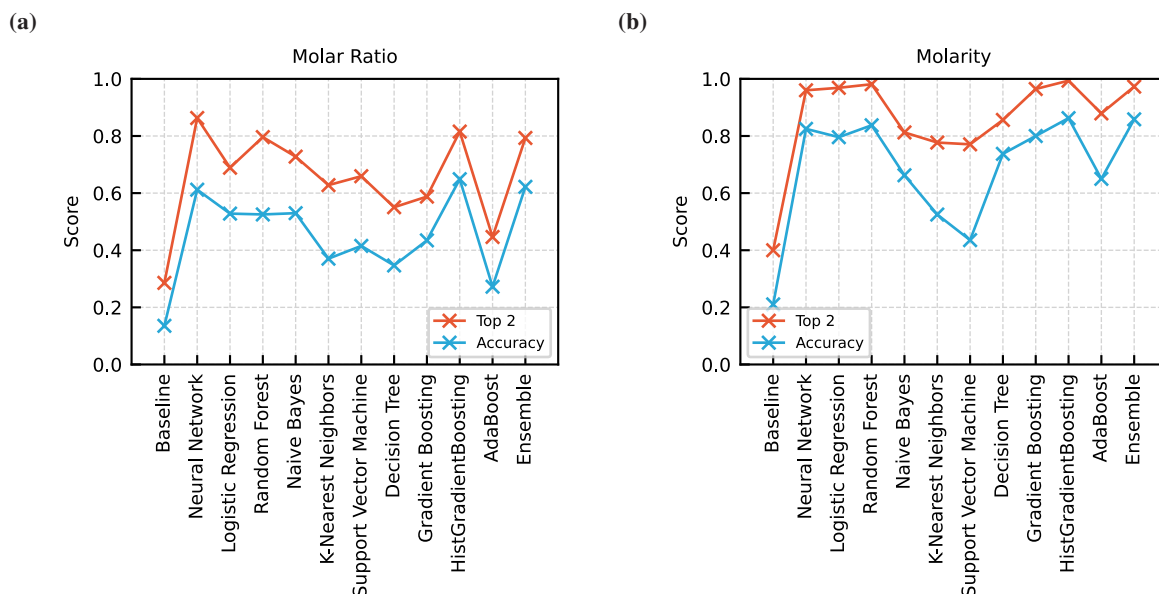 (a)
Molar Ratio
Score
1.0
0.8
0.6
0.4
0.2
0.0
Top 2
Accuracy
Baseline
Neural Network
Logistic Regression
Random Forest
Naive Bayes
K-Nearest Neighbors
Support Vector Machine
Decision Tree
Gradient Boosting
HistGradientBoosting
AdaBoost
Ensemble
(b)
Molarity
Score
1.0
0.8
0.6
0.4
0.2
0.0
Top 2
Accuracy
Baseline
Neural Network
Logistic Regression
Random Forest
Naive Bayes
K-Nearest Neighbors
Support Vector Machine
Decision Tree
Gradient Boosting
HistGradientBoosting
AdaBoost
Ensemble